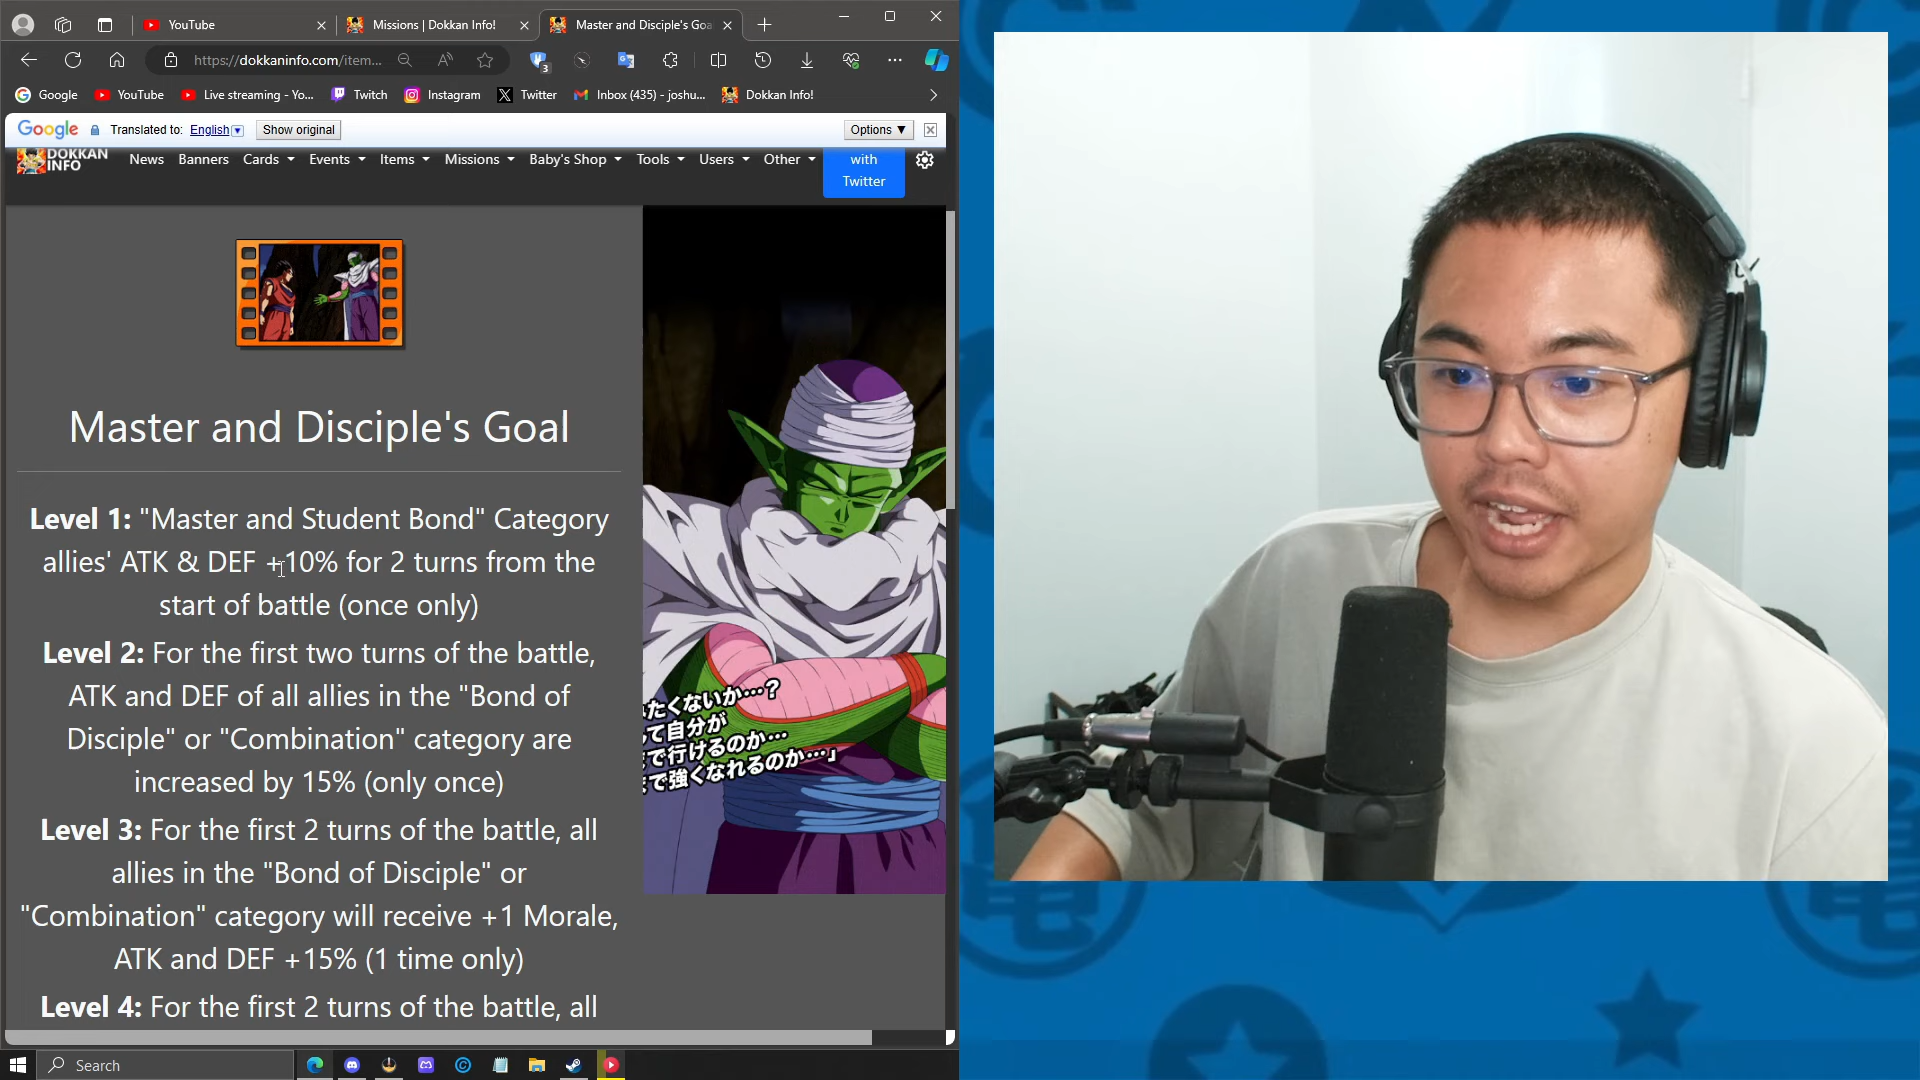 YouTube
Missions | Dokkan Info!
Master and Disciple's Goa
https://dokkaninfo.com/item...
3
Google
YouTube
Live streaming - Yo...
Twitch
Instagram
Twitter
Inbox (435) - joshu...
Dokkan Info!
Google
Translated to: English
Show original
Options ▼
DOKKAN INFO
News
Banners
Cards
Events
Items
Missions
Baby's Shop
Tools
Users
Other
with
Twitter
Master and Disciple's Goal
Level 1: "Master and Student Bond" Category
allies' ATK & DEF +10% for 2 turns from the
start of battle (once only)
Level 2: For the first two turns of the battle,
ATK and DEF of all allies in the "Bond of
Disciple" or "Combination" category are
increased by 15% (only once)
Level 3: For the first 2 turns of the battle, all
allies in the "Bond of Disciple" or
"Combination" category will receive +1 Morale,
ATK and DEF +15% (1 time only)
Level 4: For the first 2 turns of the battle, all
たくないか…?
て自分が
で行けるのか…
で強くなれるのか…」
Search